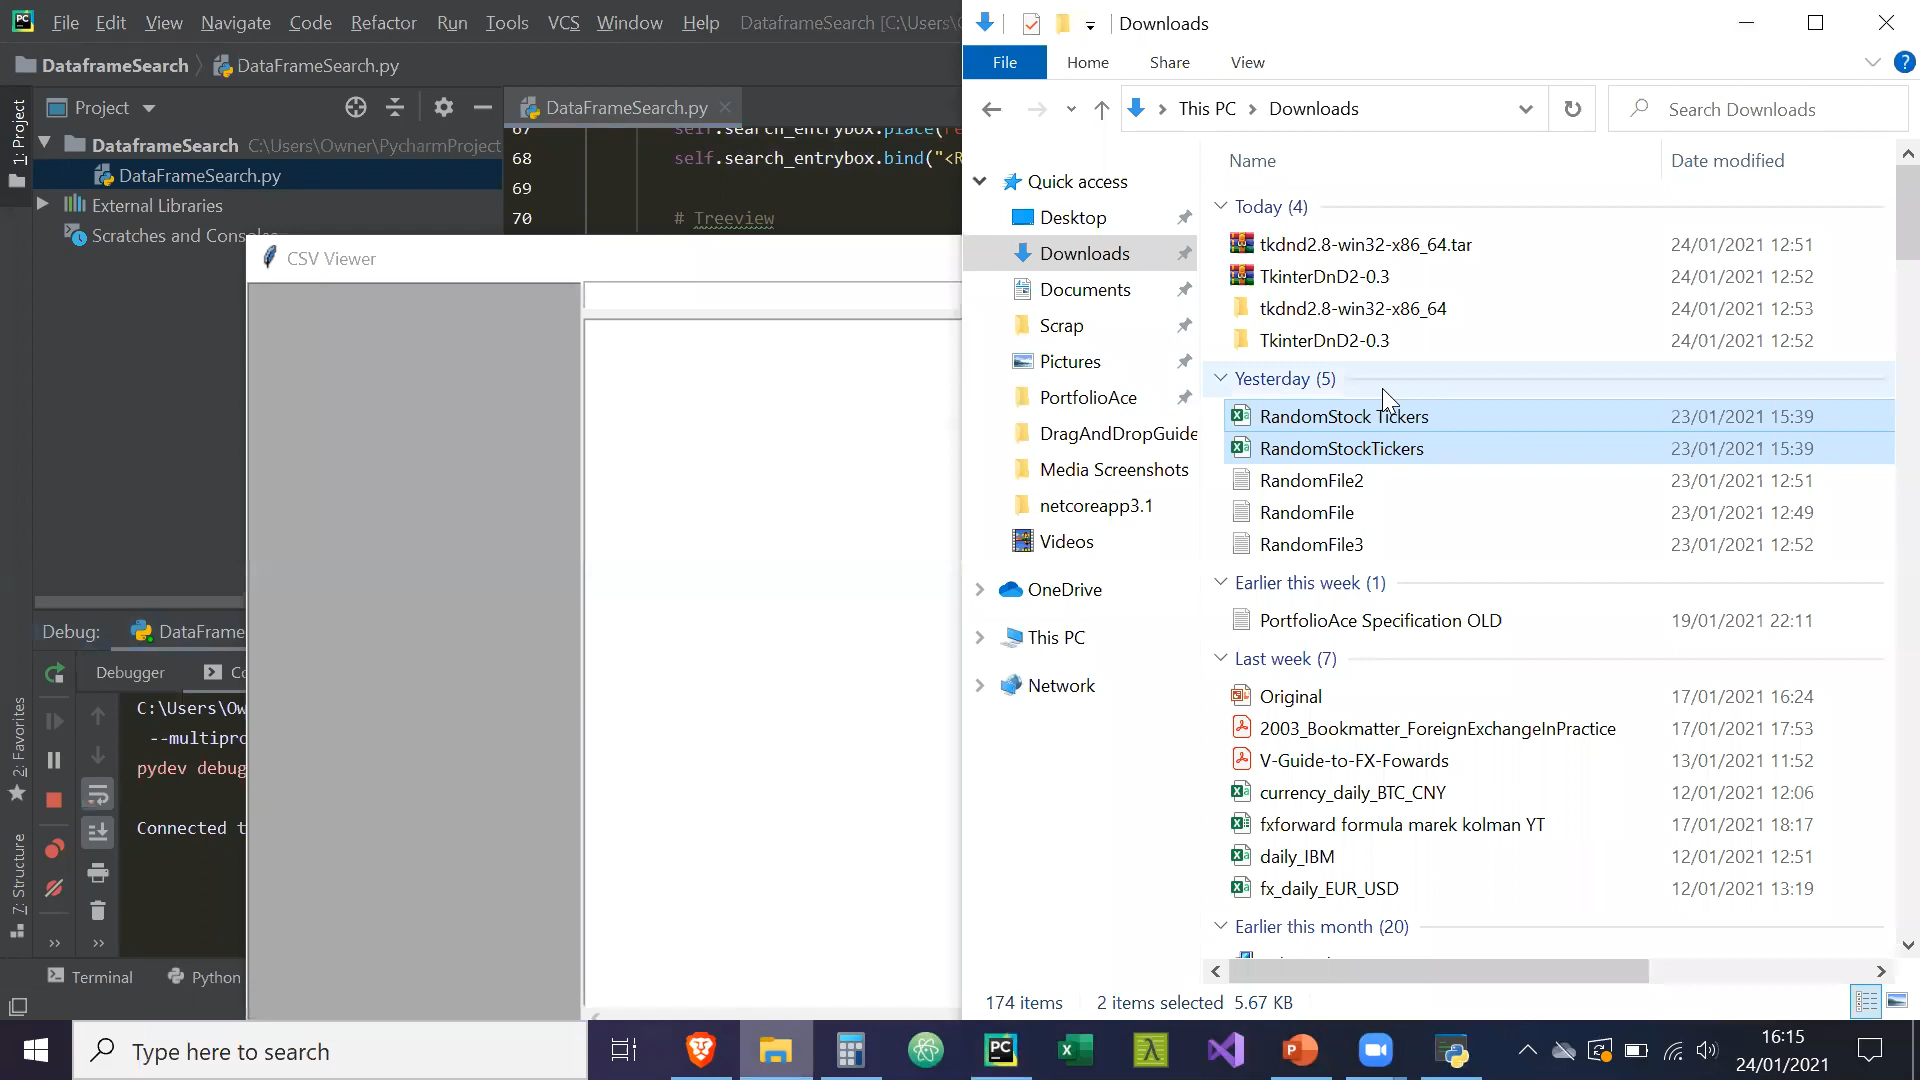 File Edit View Navigate Code Refactor Run Tools VCS Window Help DataframeSearch [C:\Users\
DataframeSearch DataFrameSearch.py
1: Project
Project
DataframeSearch C:\Users\Owner\PycharmProject
DataFrameSearch.py
External Libraries
Scratches and Consoles
DataFrameSearch.py
67 self.search_entrybox.place(re
68 self.search_entrybox.bind("<R
69
70 # Treeview
CSV Viewer
Debug: DataFrame
Debugger Co
C:\Users\Ow
--multipro
pydev debug
Connected t
2: Favorites
7: Structure
Terminal Python
Downloads
File Home Share View
This PC Downloads
Search Downloads
Quick access
Desktop
Downloads
Documents
Scrap
Pictures
PortfolioAce
DragAndDropGuide
Media Screenshots
netcoreapp3.1
Videos
OneDrive
This PC
Network
Name Date modified
Today (4)
tkdnd2.8-win32-x86_64.tar 24/01/2021 12:51
TkinterDnD2-0.3 24/01/2021 12:52
tkdnd2.8-win32-x86_64 24/01/2021 12:53
TkinterDnD2-0.3 24/01/2021 12:52
Yesterday (5)
RandomStock Tickers 23/01/2021 15:39
RandomStockTickers 23/01/2021 15:39
RandomFile2 23/01/2021 12:51
RandomFile 23/01/2021 12:49
RandomFile3 23/01/2021 12:52
Earlier this week (1)
PortfolioAce Specification OLD 19/01/2021 22:11
Last week (7)
Original 17/01/2021 16:24
2003_Bookmatter_ForeignExchangeInPractice 17/01/2021 17:53
V-Guide-to-FX-Fowards 13/01/2021 11:52
currency_daily_BTC_CNY 12/01/2021 12:06
fxforward formula marek kolman YT 17/01/2021 18:17
daily_IBM 12/01/2021 12:51
fx_daily_EUR_USD 12/01/2021 13:19
Earlier this month (20)
174 items 2 items selected 5.67 KB
Type here to search
16:15
24/01/2021